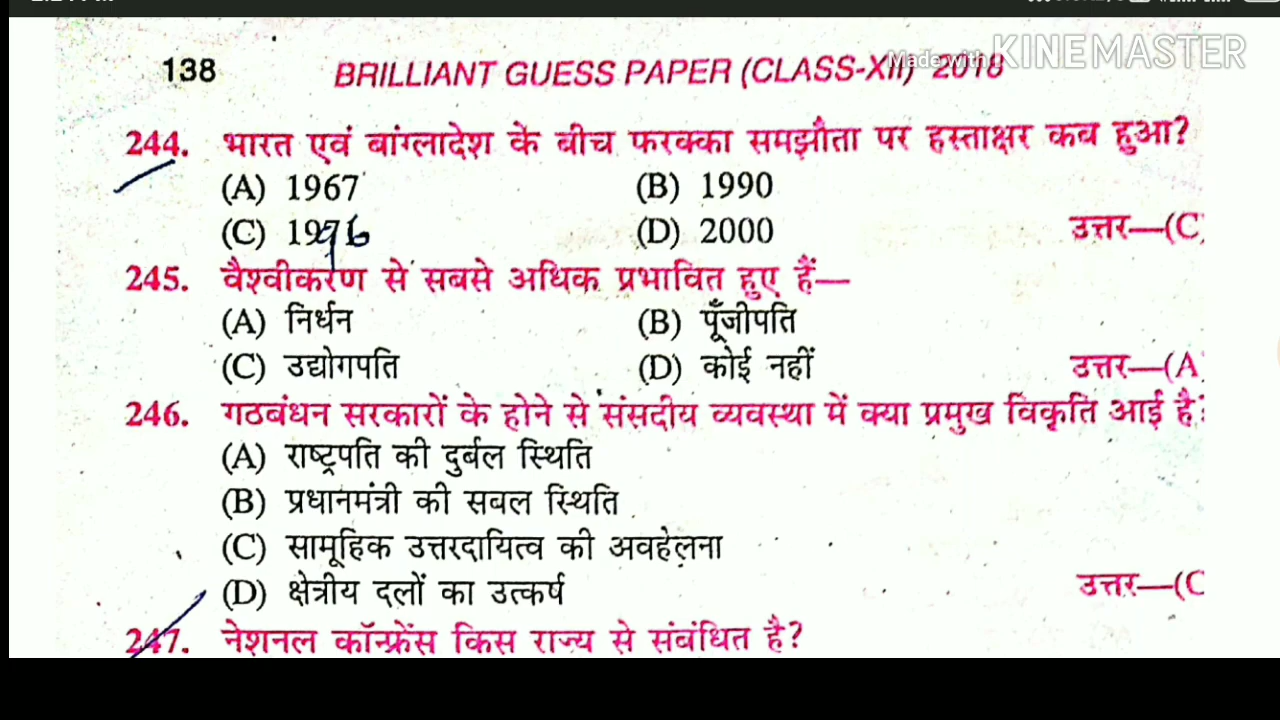 138 BRILLIANT GUESS PAPER (CLASS-XII) 2018
Made with KINEMASTER
244. भारत एवं बांग्लादेश के बीच फरक्का समझौता पर हस्ताक्षर कब हुआ?
(A) 1967 (B) 1990
(C) 1996 (D) 2000 उत्तर—(C)
245. वैश्वीकरण से सबसे अधिक प्रभावित हुए हैं—
(A) निर्धन (B) पूँजीपति
(C) उद्योगपति (D) कोई नहीं उत्तर—(A
246. गठबंधन सरकारों के होने से संसदीय व्यवस्था में क्या प्रमुख विकृति आई है?
(A) राष्ट्रपति की दुर्बल स्थिति
(B) प्रधानमंत्री की सबल स्थिति
(C) सामूहिक उत्तरदायित्व की अवहेलना
(D) क्षेत्रीय दलों का उत्कर्ष उत्तर—(C
247. नेशनल कॉन्फ्रेंस किस राज्य से संबंधित है?